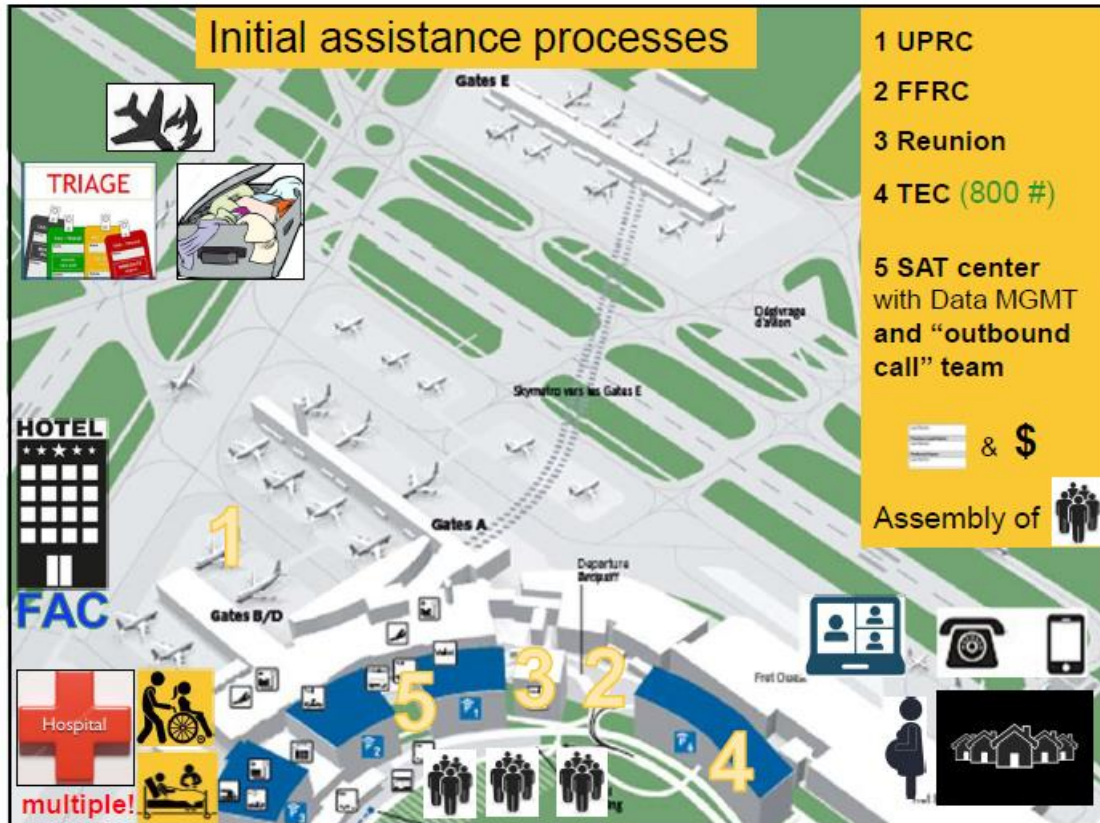 Initial assistance processes
1 UPRC
2 FFRC
3 Reunion
4 TEC (800 #)
5 SAT center
with Data MGMT
and “outbound
call” team
& $
Assembly of
Gates E
TRIAGE
Dégivrage
d'avion
Skymetro vers les Gates E
HOTEL
FAC
1
Gates A
Gates B/D
Departure
5
3
2
4
Fret Ouest
Hospital
multiple!